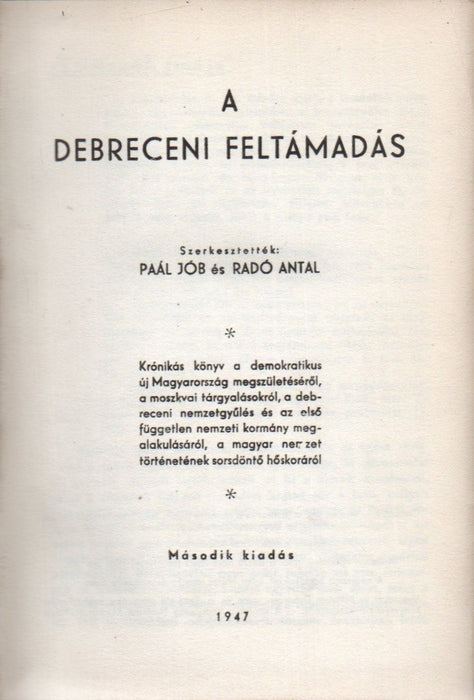 A
DEBRECENI FELTÁMADÁS
Szerkesztették:
PAÁL JÓB és RADÓ ANTAL
*
Krónikás könyv a demokratikus
új Magyarország megszületéséről,
a moszkvai tárgyalásokról, a deb-
receni nemzetgyűlés és az első
független nemzeti kormány meg-
alakulásáról, a magyar nemzet
történetének sorsdöntő hőskoráról
*
Második kiadás
1947